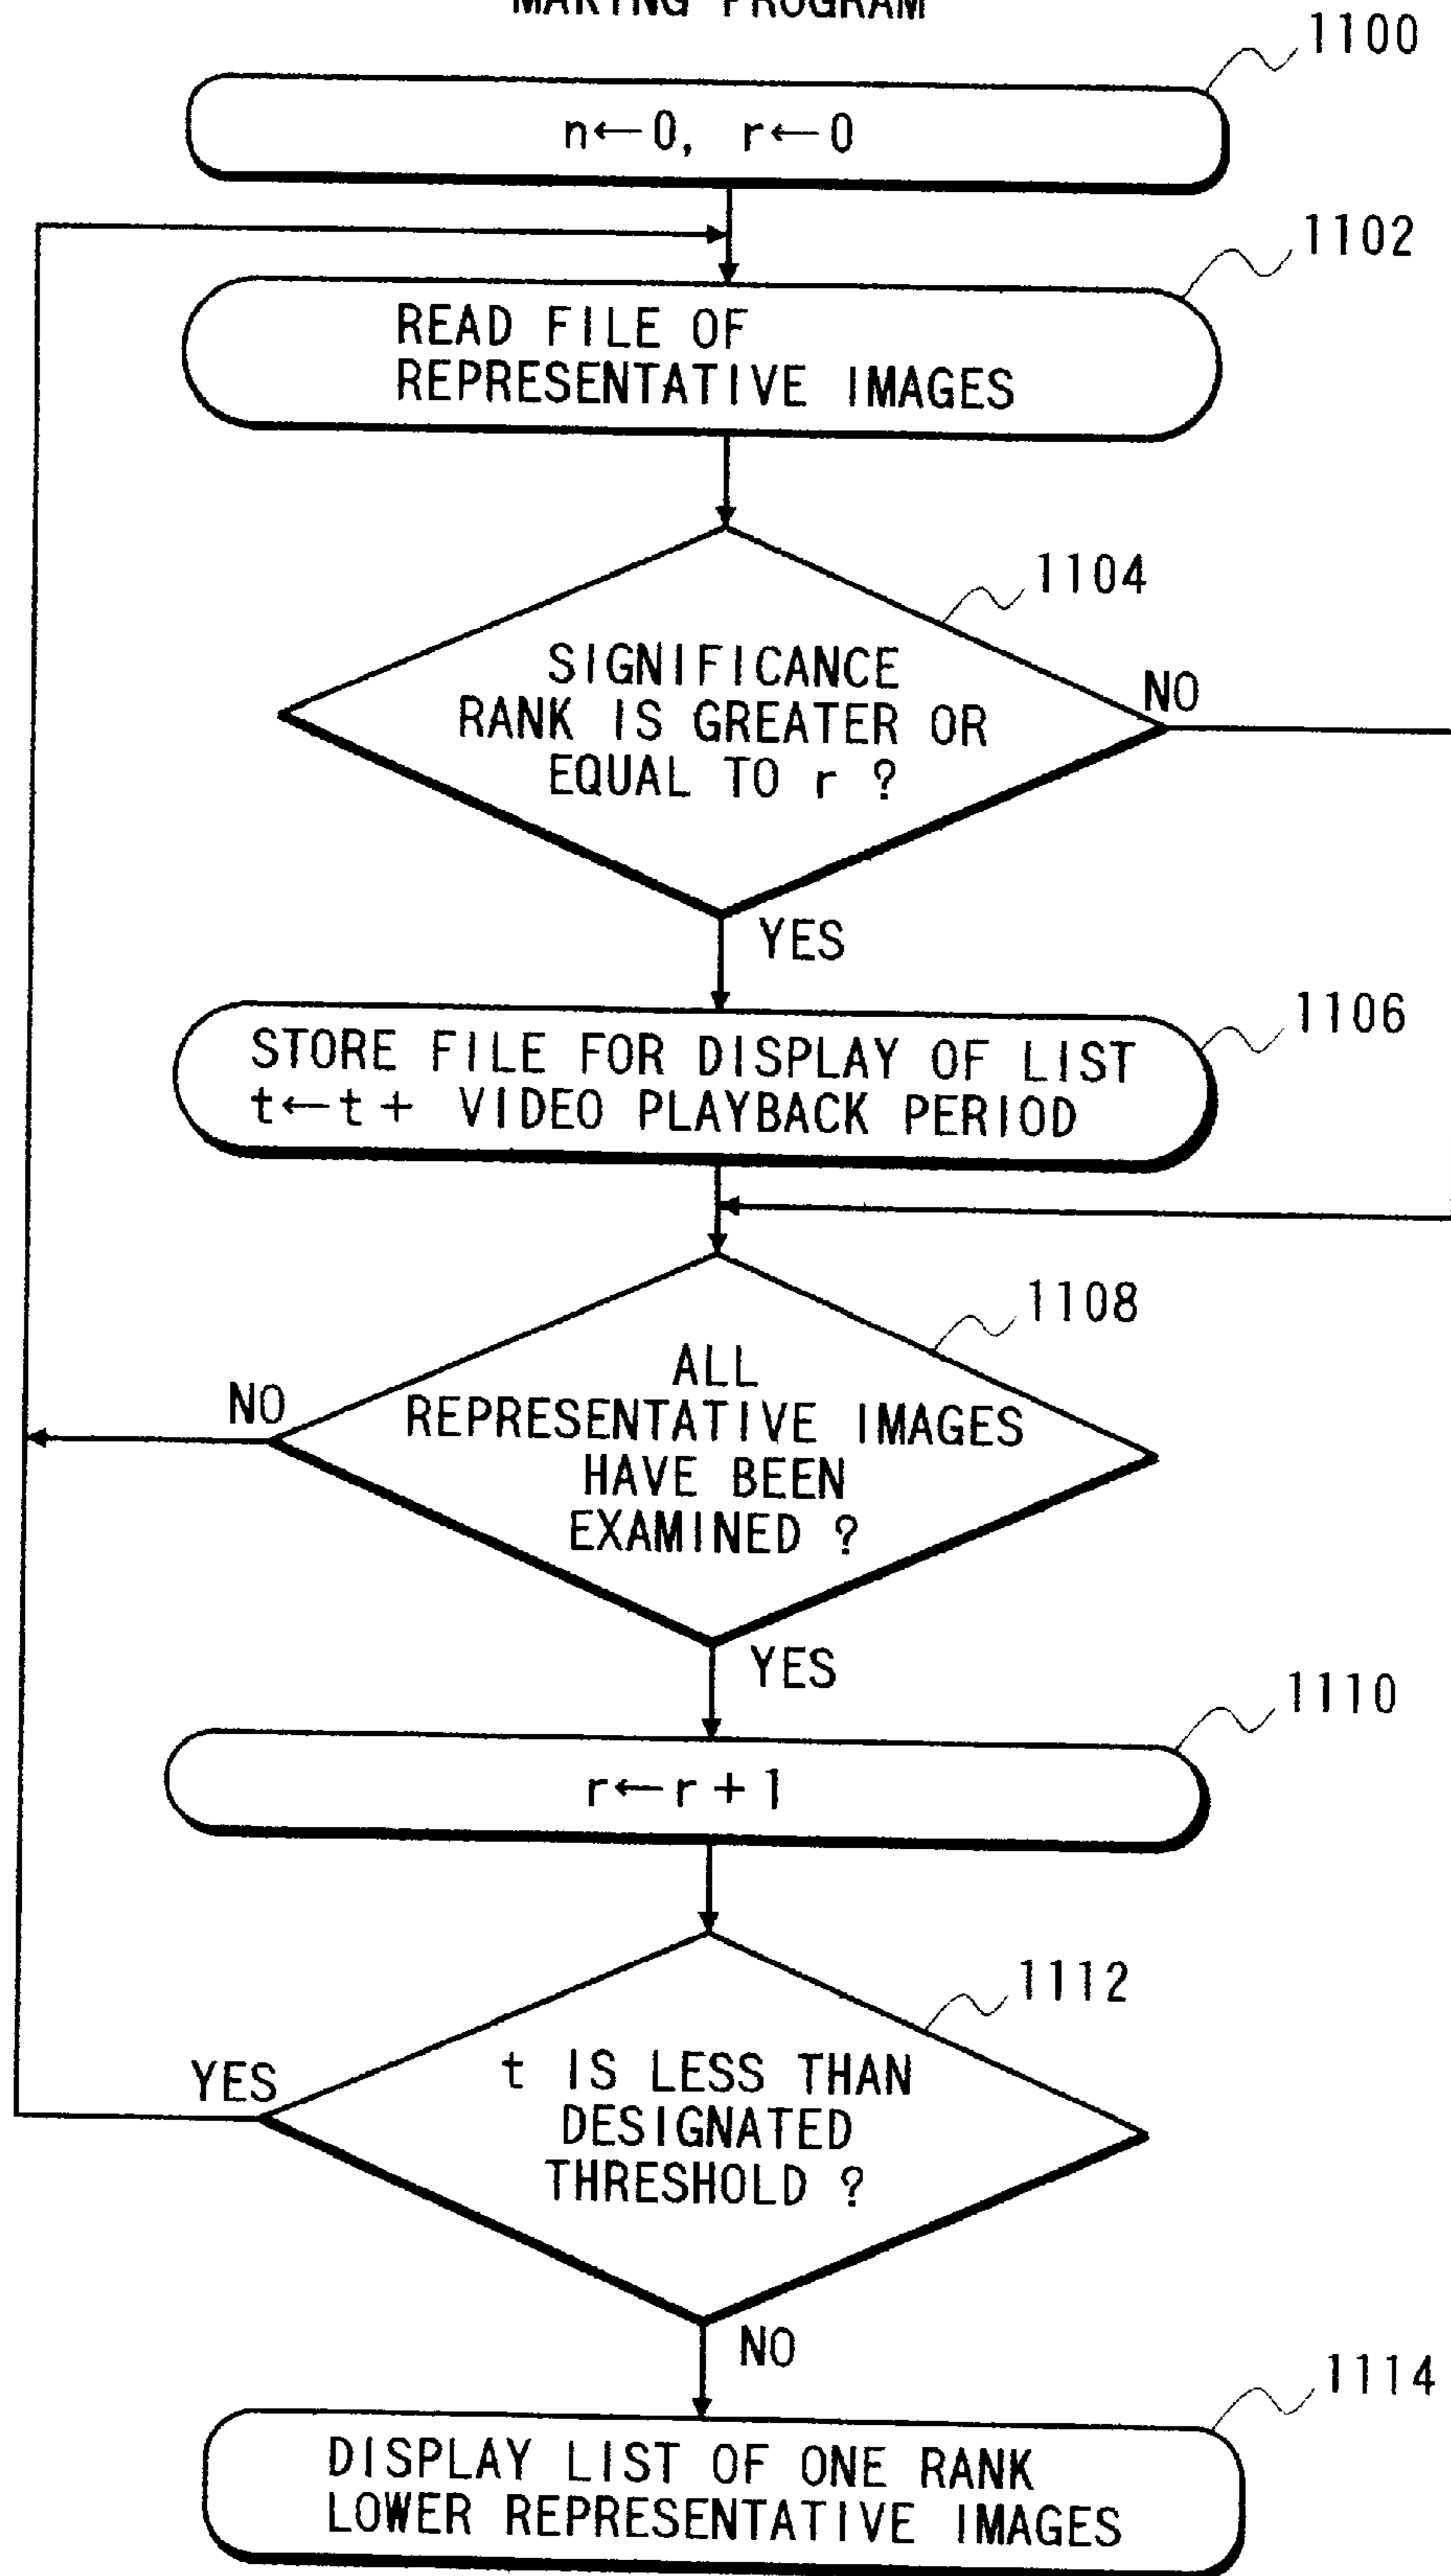 MAKING PROGRAM
1100
n←0, r←0
1102
READ FILE OF
REPRESENTATIVE IMAGES
1104
SIGNIFICANCE
RANK IS GREATER OR
EQUAL TO r ?
NO
YES
1106
STORE FILE FOR DISPLAY OF LIST
t←t+ VIDEO PLAYBACK PERIOD
1108
ALL
REPRESENTATIVE IMAGES
HAVE BEEN
EXAMINED ?
NO
YES
1110
r←r+1
1112
t IS LESS THAN
DESIGNATED
THRESHOLD ?
YES
NO
1114
DISPLAY LIST OF ONE RANK
LOWER REPRESENTATIVE IMAGES